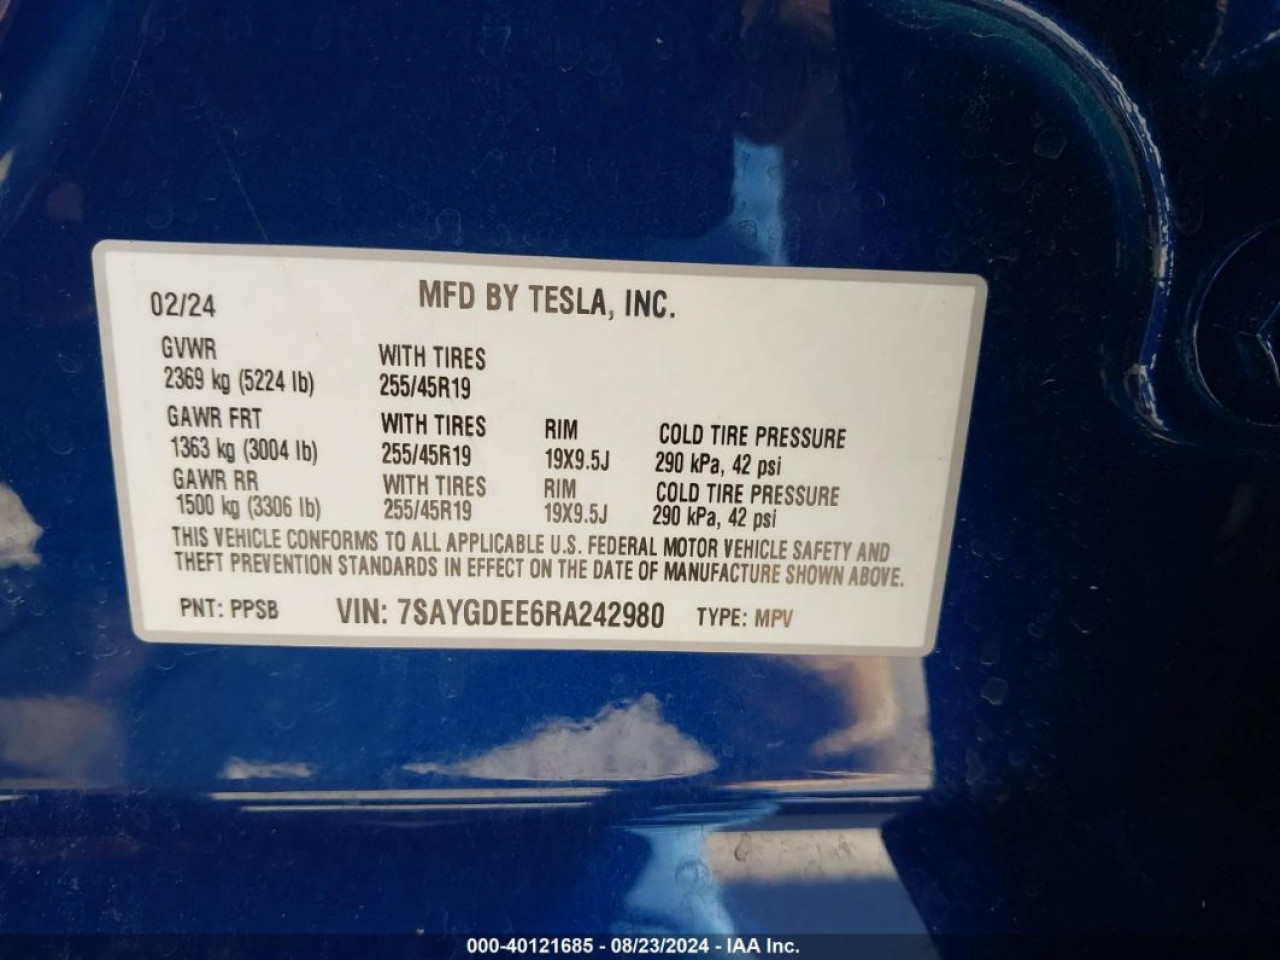 02/24 MFD BY TESLA, INC.
GVWR WITH TIRES
2369 kg (5224 lb) 255/45R19
GAWR FRT WITH TIRES RIM COLD TIRE PRESSURE
1363 kg (3004 lb) 255/45R19 19X9.5J 290 kPa, 42 psi
GAWR RR WITH TIRES RIM COLD TIRE PRESSURE
1500 kg (3306 lb) 255/45R19 19X9.5J 290 kPa, 42 psi
THIS VEHICLE CONFORMS TO ALL APPLICABLE U.S. FEDERAL MOTOR VEHICLE SAFETY AND
THEFT PREVENTION STANDARDS IN EFFECT ON THE DATE OF MANUFACTURE SHOWN ABOVE.
PNT: PPSB VIN: 7SAYGDEE6RA242980 TYPE: MPV
000-40121685 - 08/23/2024 - IAA Inc.